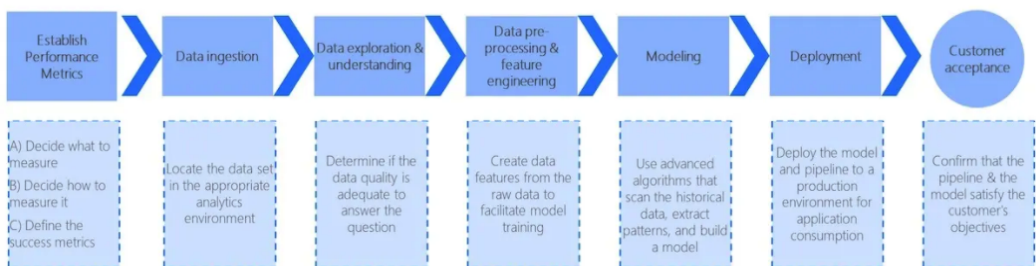 Establish
Performance
Metrics
Data ingestion
Data exploration &
understanding
Data pre-
processing &
feature
engineering
Modeling
Deployment
Customer
acceptance
A) Decide what to
measure
B) Decide how to
measure it
C) Define the
success metrics
Locate the data set
in the appropriate
analytics
environment
Determine if the
data quality is
adequate to
answer the
question
Create data
features from the
raw data to
facilitate model
training
Use advanced
algorithms that
scan the historical
data, extract
patterns, and build
a model
Deploy the model
and pipeline to a
production
environment for
application
consumption
Confirm that the
pipeline & the
model satisfy the
customer's
objectives